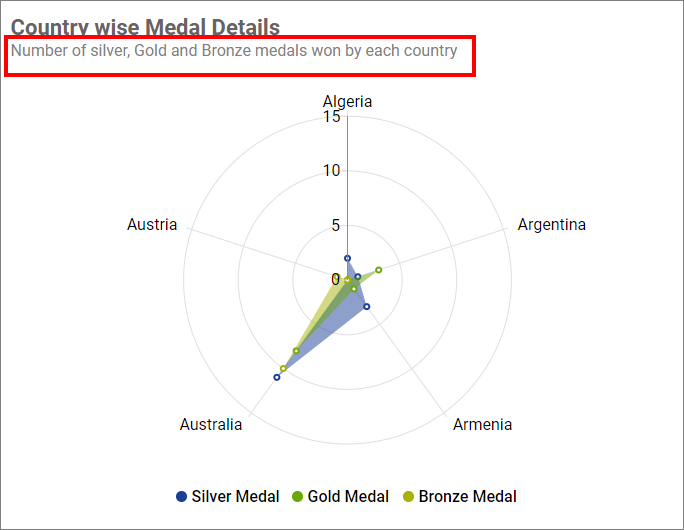 Country wise Medal Details
Number of silver, Gold and Bronze medals won by each country
Algeria
15
10
5
0
Austria
Argentina
Australia
Armenia
Silver Medal Gold Medal Bronze Medal